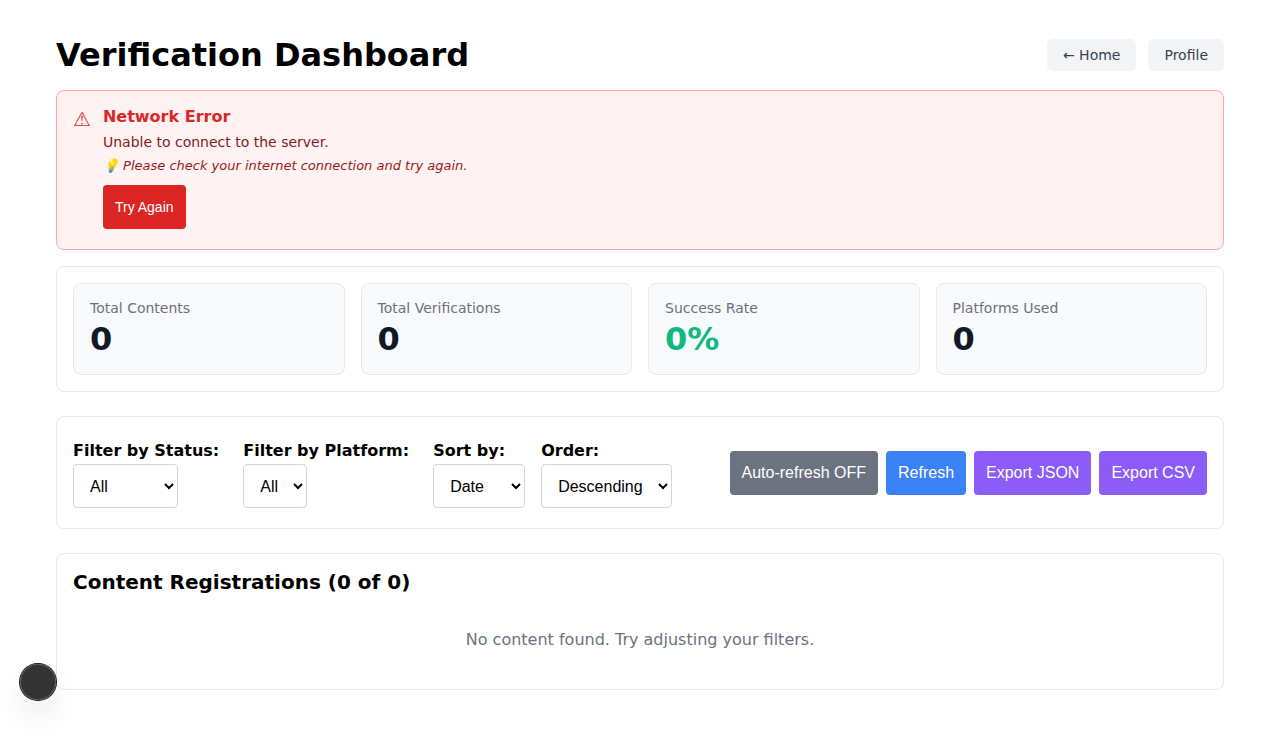 Verification Dashboard
← Home
Profile
⚠ Network Error
Unable to connect to the server.
💡 Please check your internet connection and try again.
Try Again
Total Contents
0
Total Verifications
0
Success Rate
0%
Platforms Used
0
Filter by Status:
All
Filter by Platform:
All
Sort by:
Date
Order:
Descending
Auto-refresh OFF
Refresh
Export JSON
Export CSV
Content Registrations (0 of 0)
No content found. Try adjusting your filters.